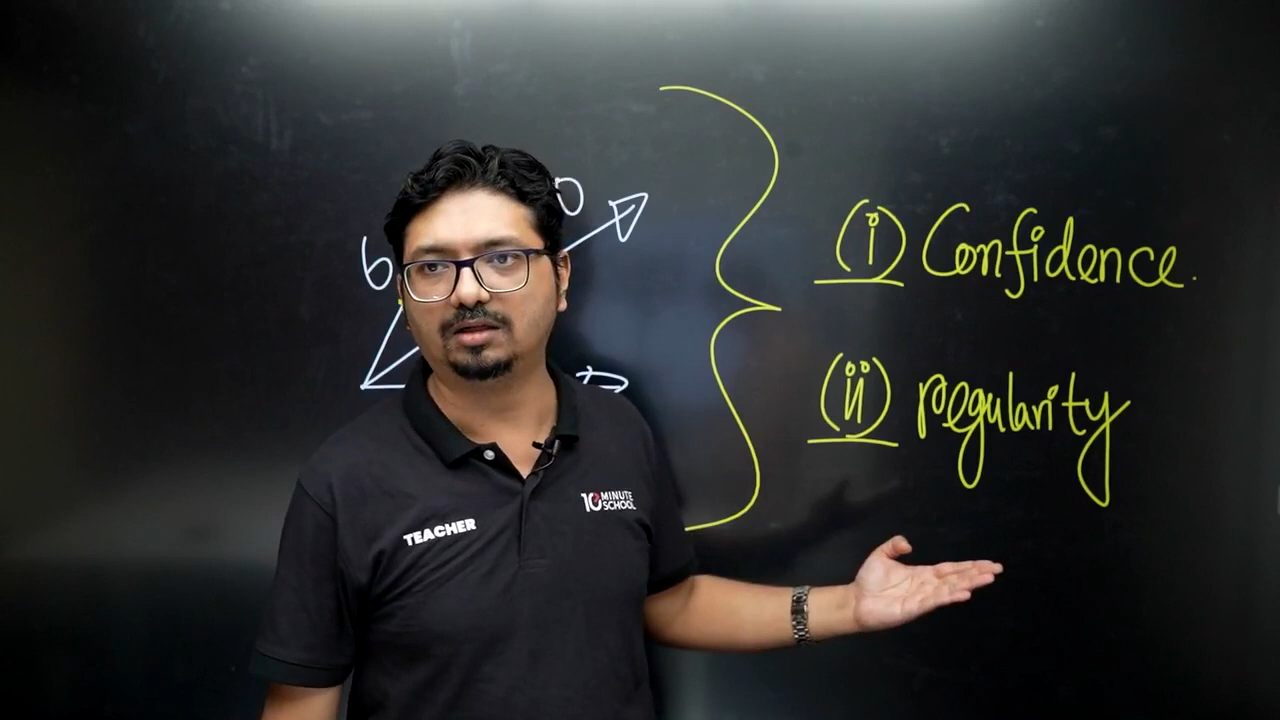 (i) Confidence.
(ii) regularity
TEACHER
10 MINUTE
SCHOOL